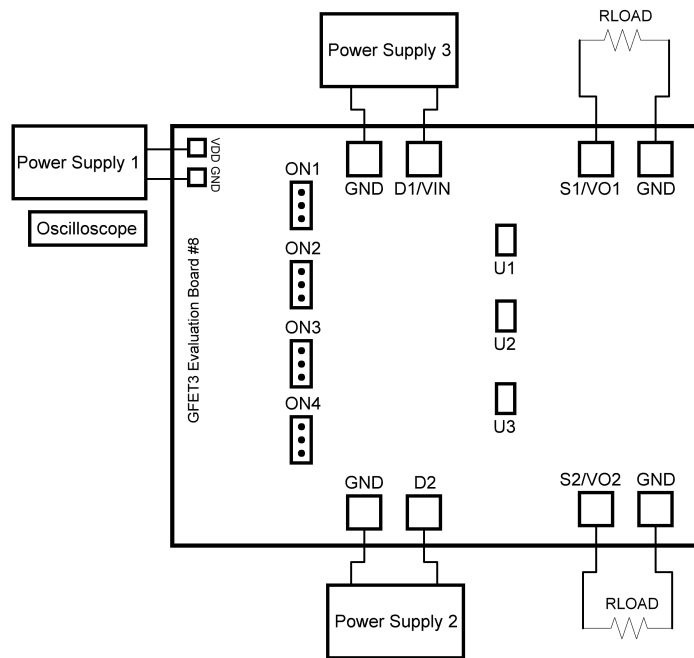 RLOAD
Power Supply 3
Power Supply 1
VDD
GND
Oscilloscope
GFET3 Evaluation Board #8
ON1
ON2
ON3
ON4
GND
D1/VIN
S1/VO1
GND
U1
U2
U3
GND
D2
S2/VO2
GND
Power Supply 2
RLOAD